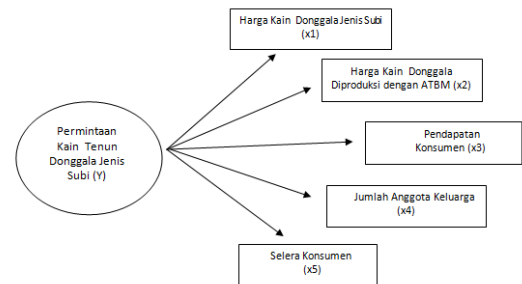 Harga Kain Donggala Jenis Subi
(x1)
Harga Kain Donggala
Diproduksi dengan ATBM (x2)
Permintaan
Kain Tenun
Donggala Jenis
Subi (Y)
Pendapatan
Konsumen (x3)
Jumlah Anggota Keluarga
(x4)
Selera Konsumen
(x5)